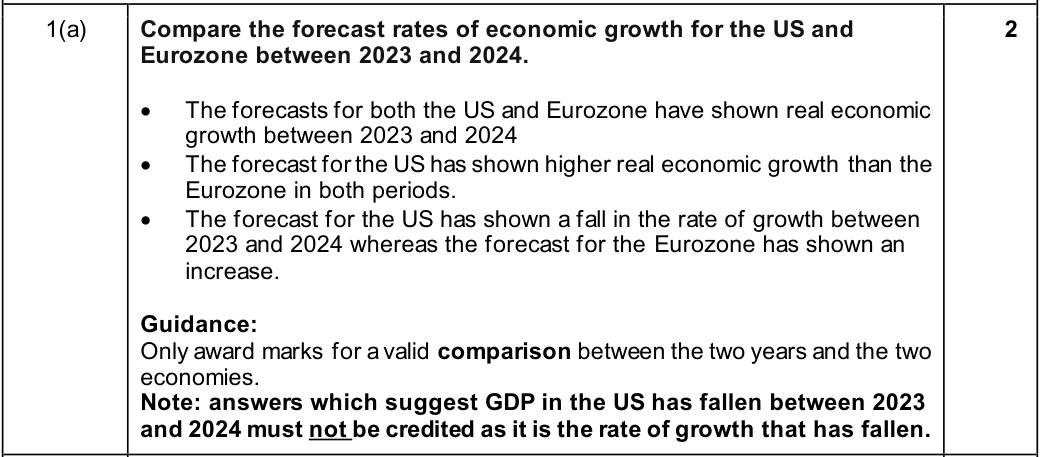 1(a) Compare the forecast rates of economic growth for the US and 2
Eurozone between 2023 and 2024.
• The forecasts for both the US and Eurozone have shown real economic
growth between 2023 and 2024
• The forecast for the US has shown higher real economic growth than the
Eurozone in both periods.
• The forecast for the US has shown a fall in the rate of growth between
2023 and 2024 whereas the forecast for the Eurozone has shown an
increase.
Guidance:
Only award marks for a valid comparison between the two years and the two
economies.
Note: answers which suggest GDP in the US has fallen between 2023
and 2024 must not be credited as it is the rate of growth that has fallen.